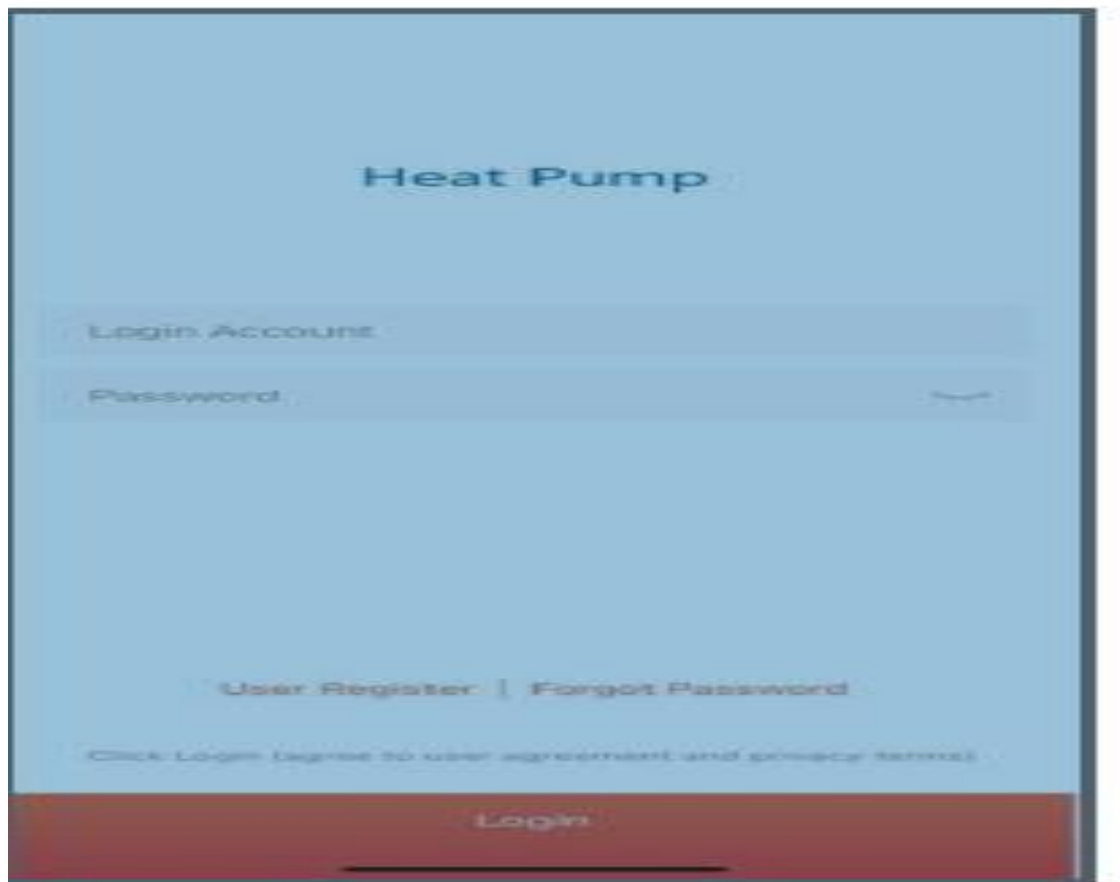 Heat Pump
Login Account
Password
User Register | Forgot Password
Click Login (agree to user agreement and privacy terms)
Login